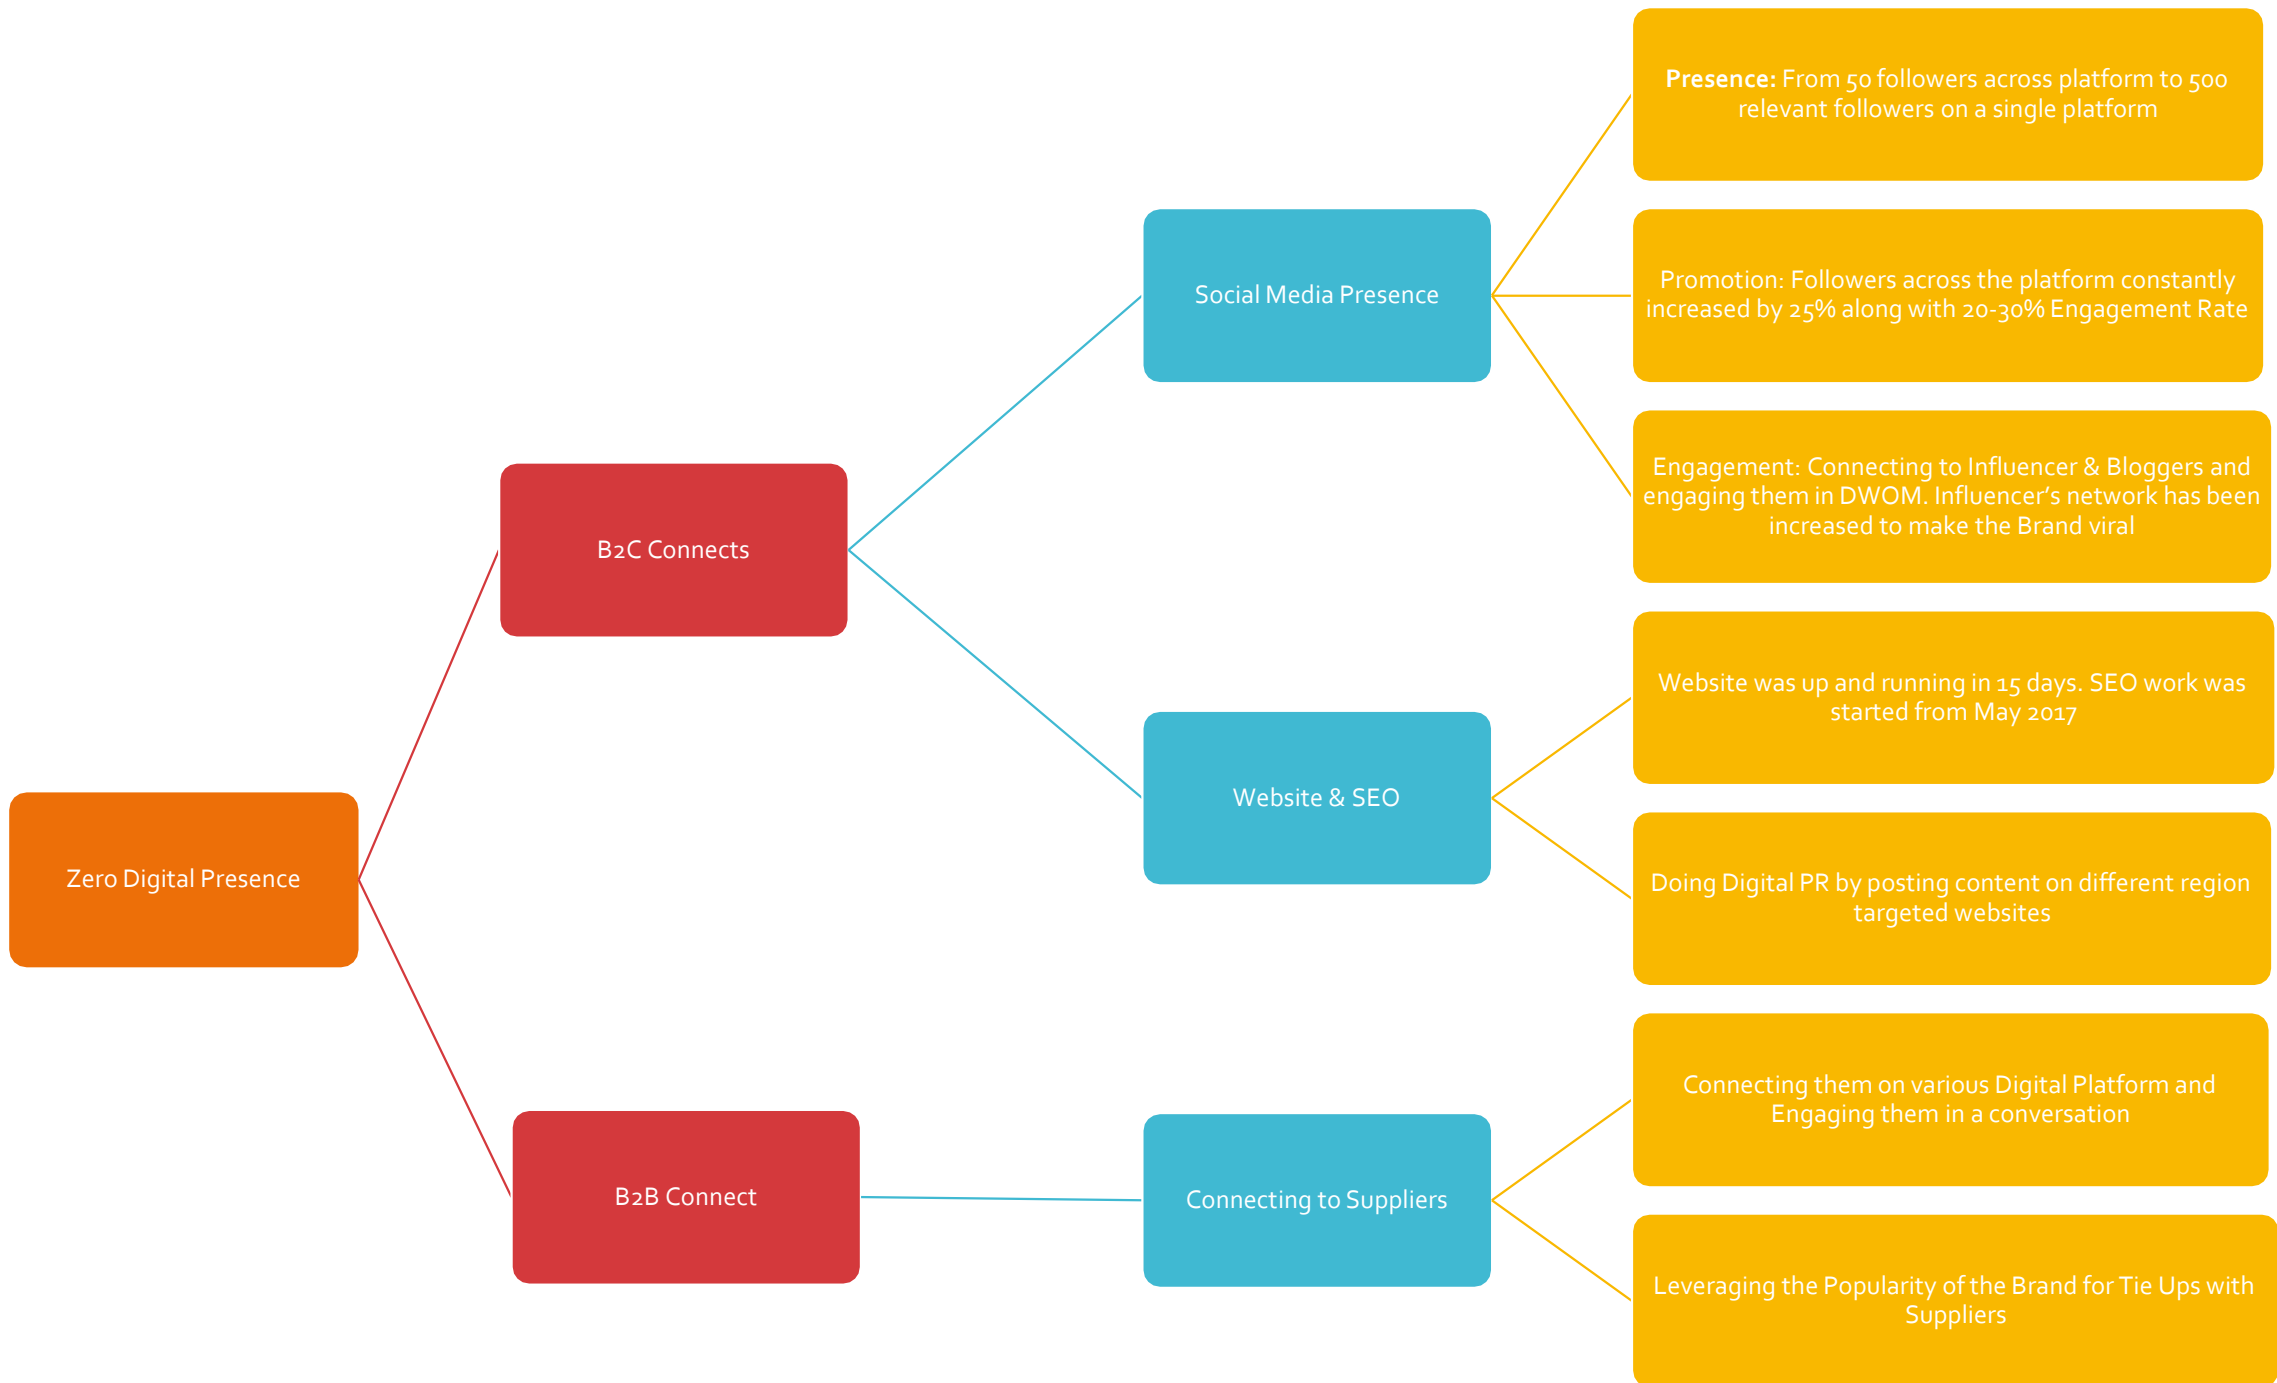 Presence: From 50 followers across platform to 500
relevant followers on a single platform
Social Media Presence
Promotion: Followers across the platform constantly
increased by 25% along with 20-30% Engagement Rate
Engagement: Connecting to Influencer & Bloggers and
engaging them in DWOM. Influencer’s network has been
increased to make the Brand viral
B2C Connects
Website was up and running in 15 days. SEO work was
started from May 2017
Website & SEO
Zero Digital Presence
Doing Digital PR by posting content on different region
targeted websites
Connecting them on various Digital Platform and
Engaging them in a conversation
B2B Connect
Connecting to Suppliers
Leveraging the Popularity of the Brand for Tie Ups with
Suppliers